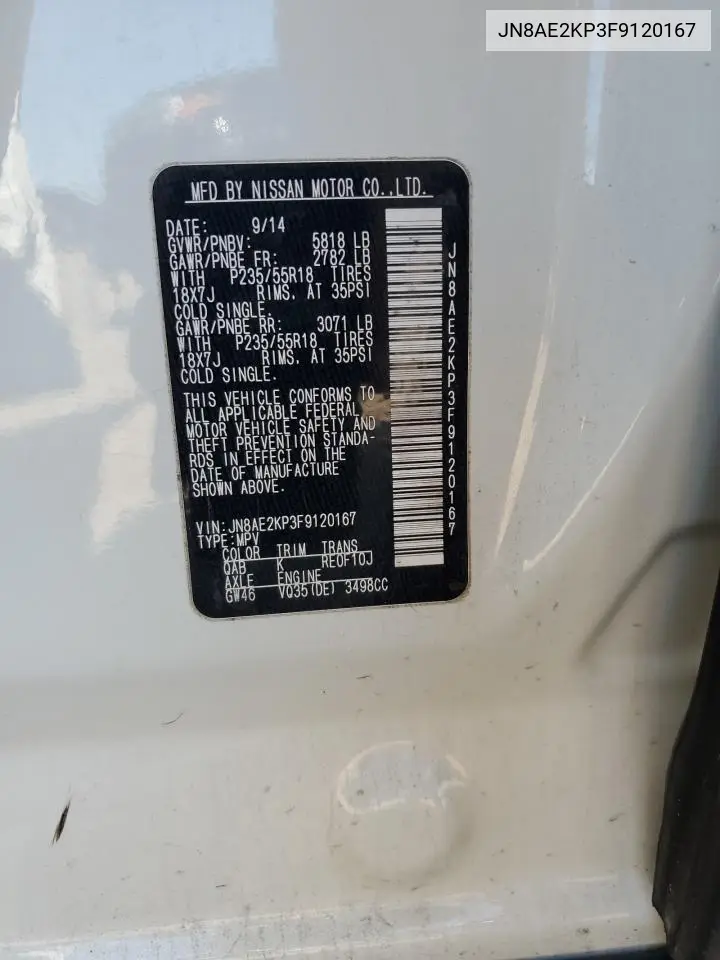 JN8AE2KP3F9120167
MFD BY NISSAN MOTOR CO.,LTD.
DATE: 9/14
GVWR/PNBV: 5818 LB
GAWR/PNBE FR: 2782 LB
WITH P235/55R18 TIRES
18X7J RIMS, AT 35PSI
COLD SINGLE.
GAWR/PNBE RR: 3071 LB
WITH P235/55R18 TIRES
18X7J RIMS, AT 35PSI
COLD SINGLE.
THIS VEHICLE CONFORMS TO
ALL APPLICABLE FEDERAL
MOTOR VEHICLE SAFETY AND
THEFT PREVENTION STANDA-
RDS IN EFFECT ON THE
DATE OF MANUFACTURE
SHOWN ABOVE.
VIN:JN8AE2KP3F9120167
TYPE:MPV
COLOR TRIM TRANS
QAB K RE0F10J
AXLE ENGINE
GW46 VQ35(DE) 3498CC
JN8AE2KP3F9120167